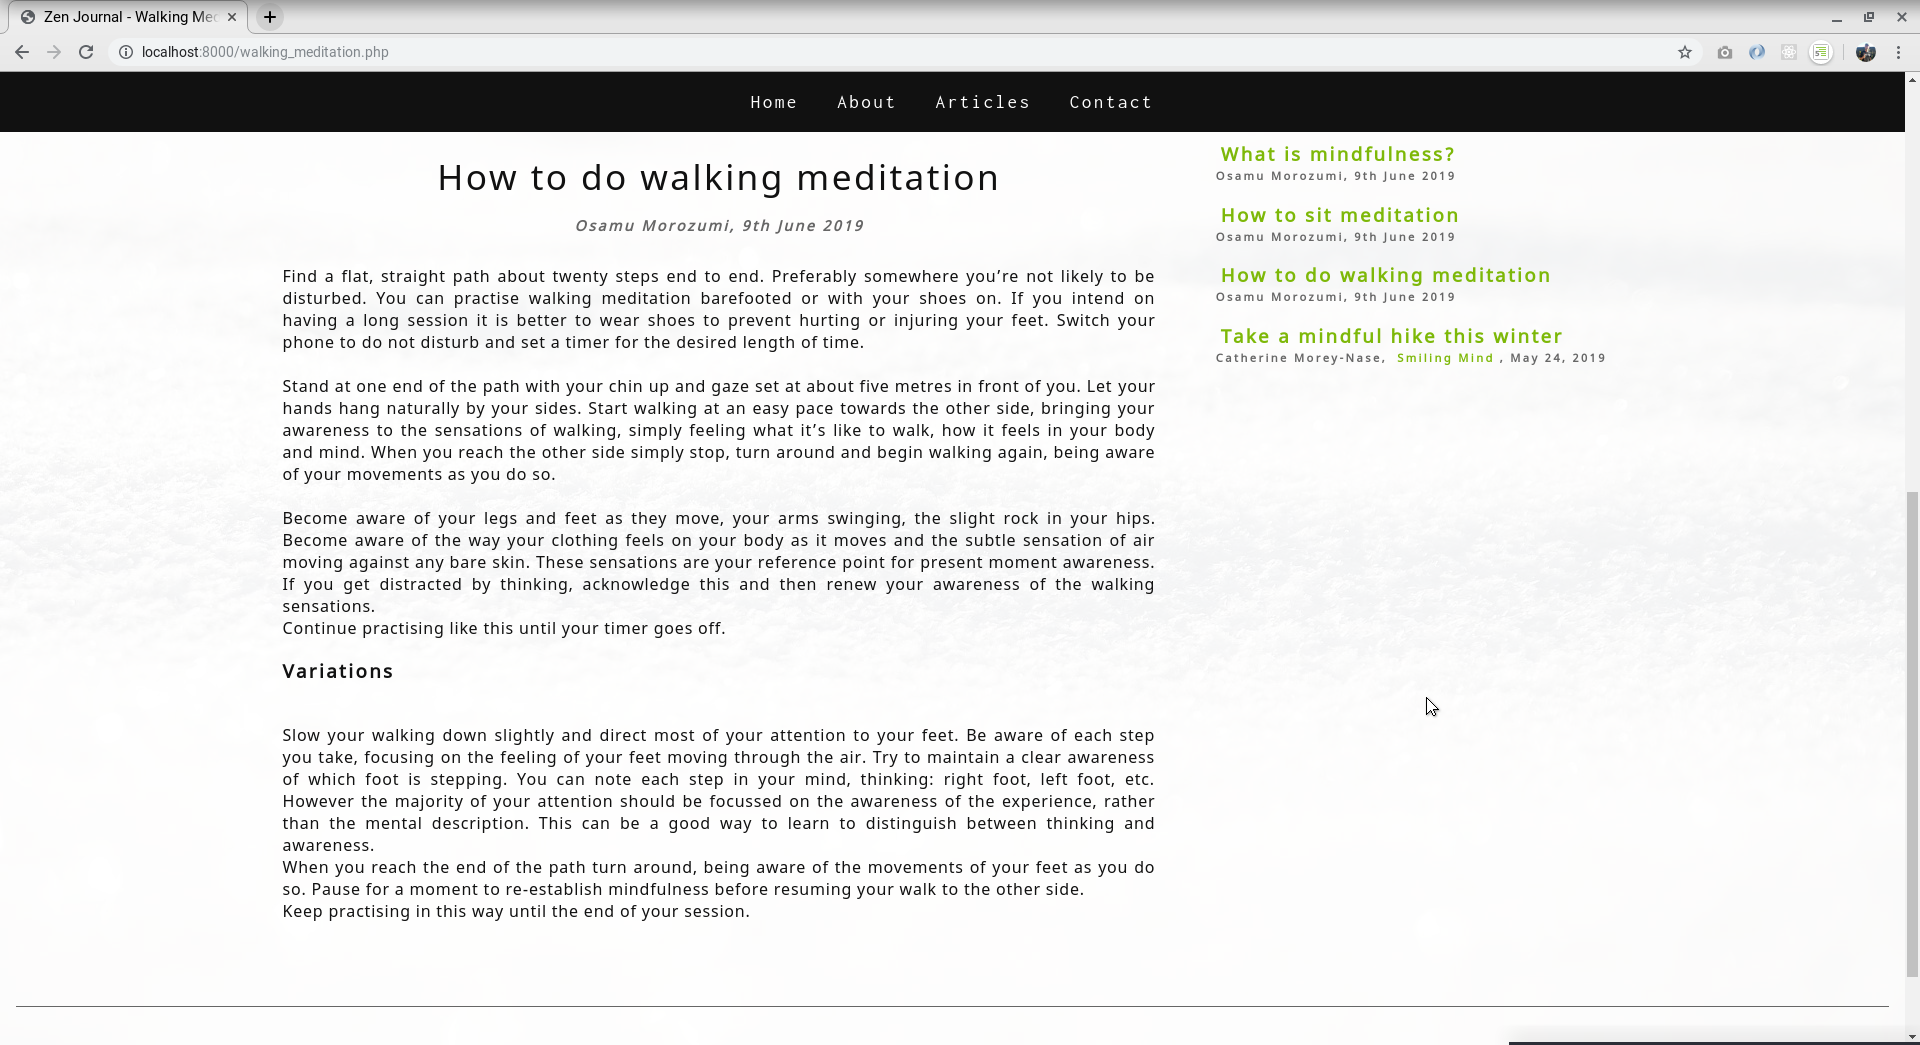 Zen Journal - Walking Me
localhost:8000/walking_meditation.php
Home About Articles Contact
How to do walking meditation
Osamu Morozumi, 9th June 2019
Find a flat, straight path about twenty steps end to end. Preferably somewhere you’re not likely to be
disturbed. You can practise walking meditation barefooted or with your shoes on. If you intend on
having a long session it is better to wear shoes to prevent hurting or injuring your feet. Switch your
phone to do not disturb and set a timer for the desired length of time.
Stand at one end of the path with your chin up and gaze set at about five metres in front of you. Let your
hands hang naturally by your sides. Start walking at an easy pace towards the other side, bringing your
awareness to the sensations of walking, simply feeling what it’s like to walk, how it feels in your body
and mind. When you reach the other side simply stop, turn around and begin walking again, being aware
of your movements as you do so.
Become aware of your legs and feet as they move, your arms swinging, the slight rock in your hips.
Become aware of the way your clothing feels on your body as it moves and the subtle sensation of air
moving against any bare skin. These sensations are your reference point for present moment awareness.
If you get distracted by thinking, acknowledge this and then renew your awareness of the walking
sensations.
Continue practising like this until your timer goes off.
Variations
Slow your walking down slightly and direct most of your attention to your feet. Be aware of each step
you take, focusing on the feeling of your feet moving through the air. Try to maintain a clear awareness
of which foot is stepping. You can note each step in your mind, thinking: right foot, left foot, etc.
However the majority of your attention should be focussed on the awareness of the experience, rather
than the mental description. This can be a good way to learn to distinguish between thinking and
awareness.
When you reach the end of the path turn around, being aware of the movements of your feet as you do
so. Pause for a moment to re-establish mindfulness before resuming your walk to the other side.
Keep practising in this way until the end of your session.
What is mindfulness?
Osamu Morozumi, 9th June 2019
How to sit meditation
Osamu Morozumi, 9th June 2019
How to do walking meditation
Osamu Morozumi, 9th June 2019
Take a mindful hike this winter
Catherine Morey-Nase, Smiling Mind , May 24, 2019